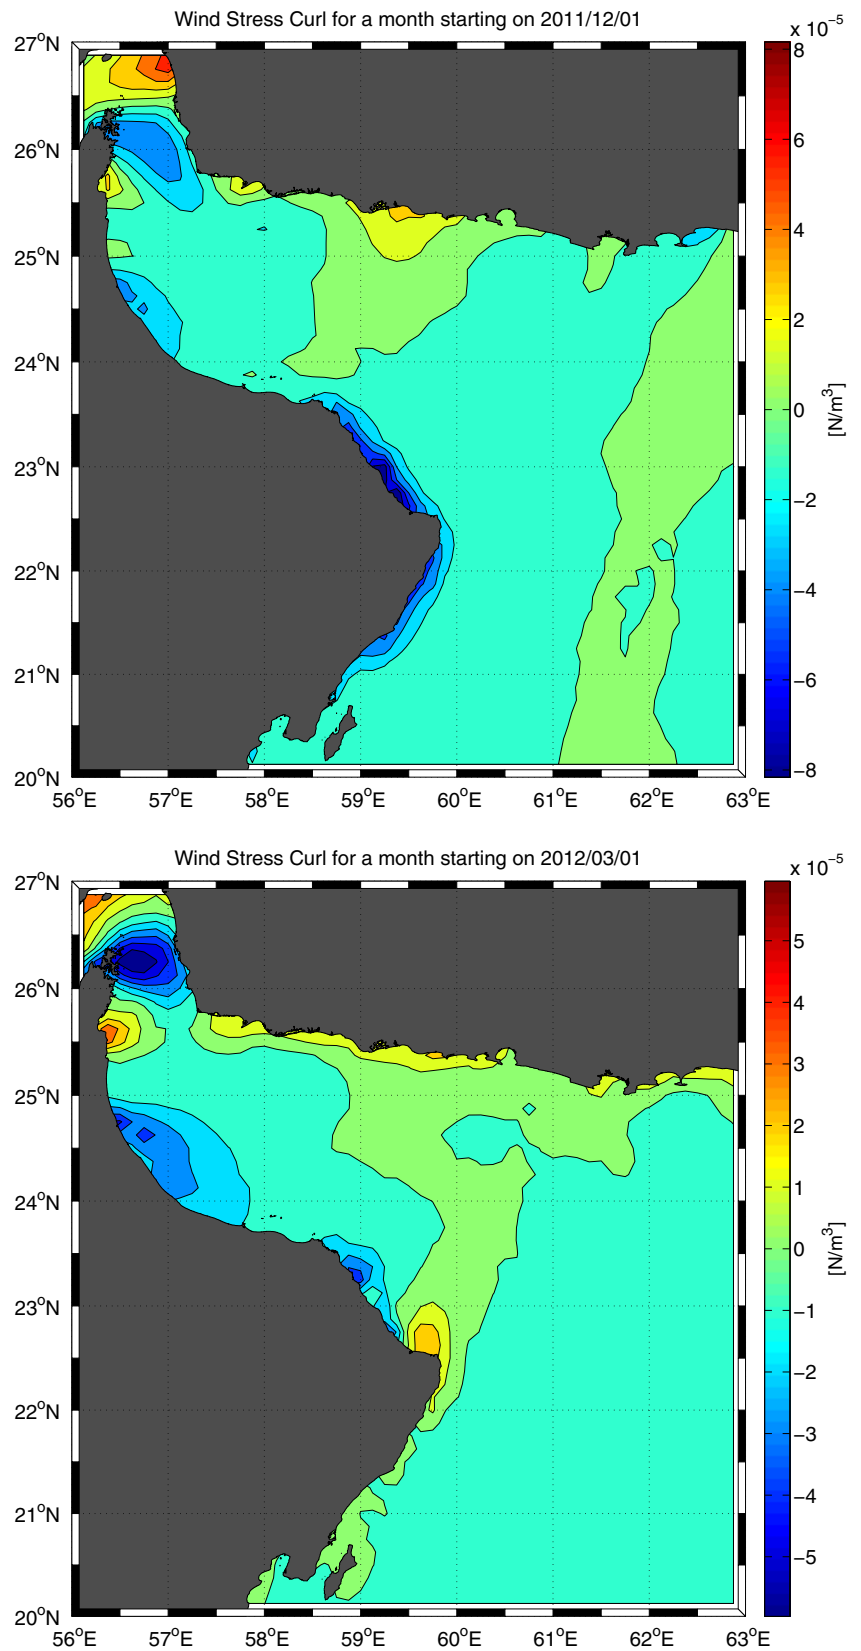 Wind Stress Curl for a month starting on 2011/12/01
x 10⁻⁵
27°N
26°N
25°N
24°N
23°N
22°N
21°N
20°N
56°E 57°E 58°E 59°E 60°E 61°E 62°E 63°E
8
6
4
2
0
−2
−4
−6
−8
[N/m³]
Wind Stress Curl for a month starting on 2012/03/01
x 10⁻⁵
27°N
26°N
25°N
24°N
23°N
22°N
21°N
20°N
56°E 57°E 58°E 59°E 60°E 61°E 62°E 63°E
5
4
3
2
1
0
−1
−2
−3
−4
−5
[N/m³]